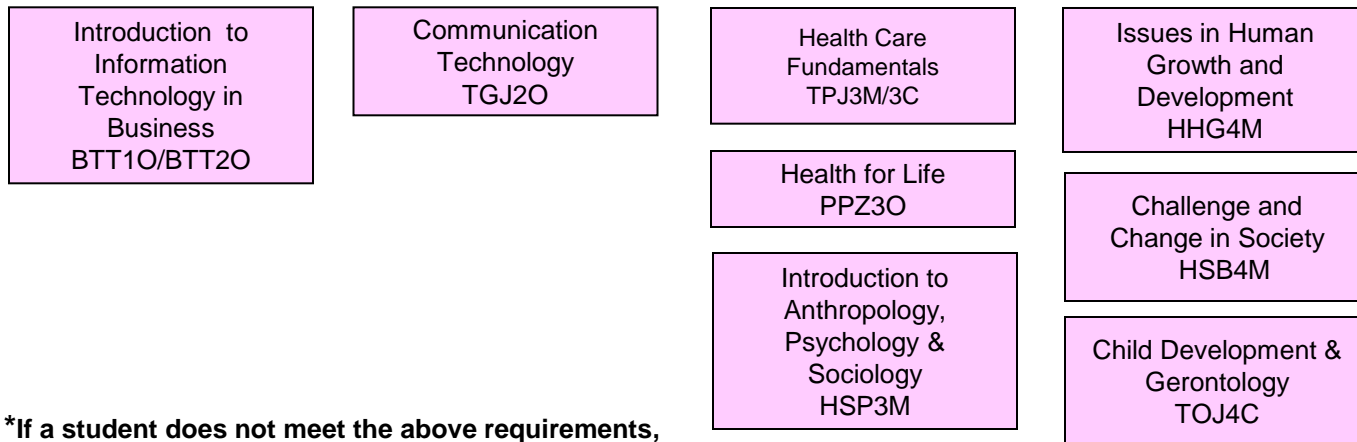 Introduction to
Information
Technology in
Business
BTT1O/BTT2O
Communication
Technology
TGJ2O
Health Care
Fundamentals
TPJ3M/3C
Health for Life
PPZ3O
Introduction to
Anthropology,
Psychology &
Sociology
HSP3M
Issues in Human
Growth and
Development
HHG4M
Challenge and
Change in Society
HSB4M
Child Development &
Gerontology
TOJ4C
*If a student does not meet the above requirements,